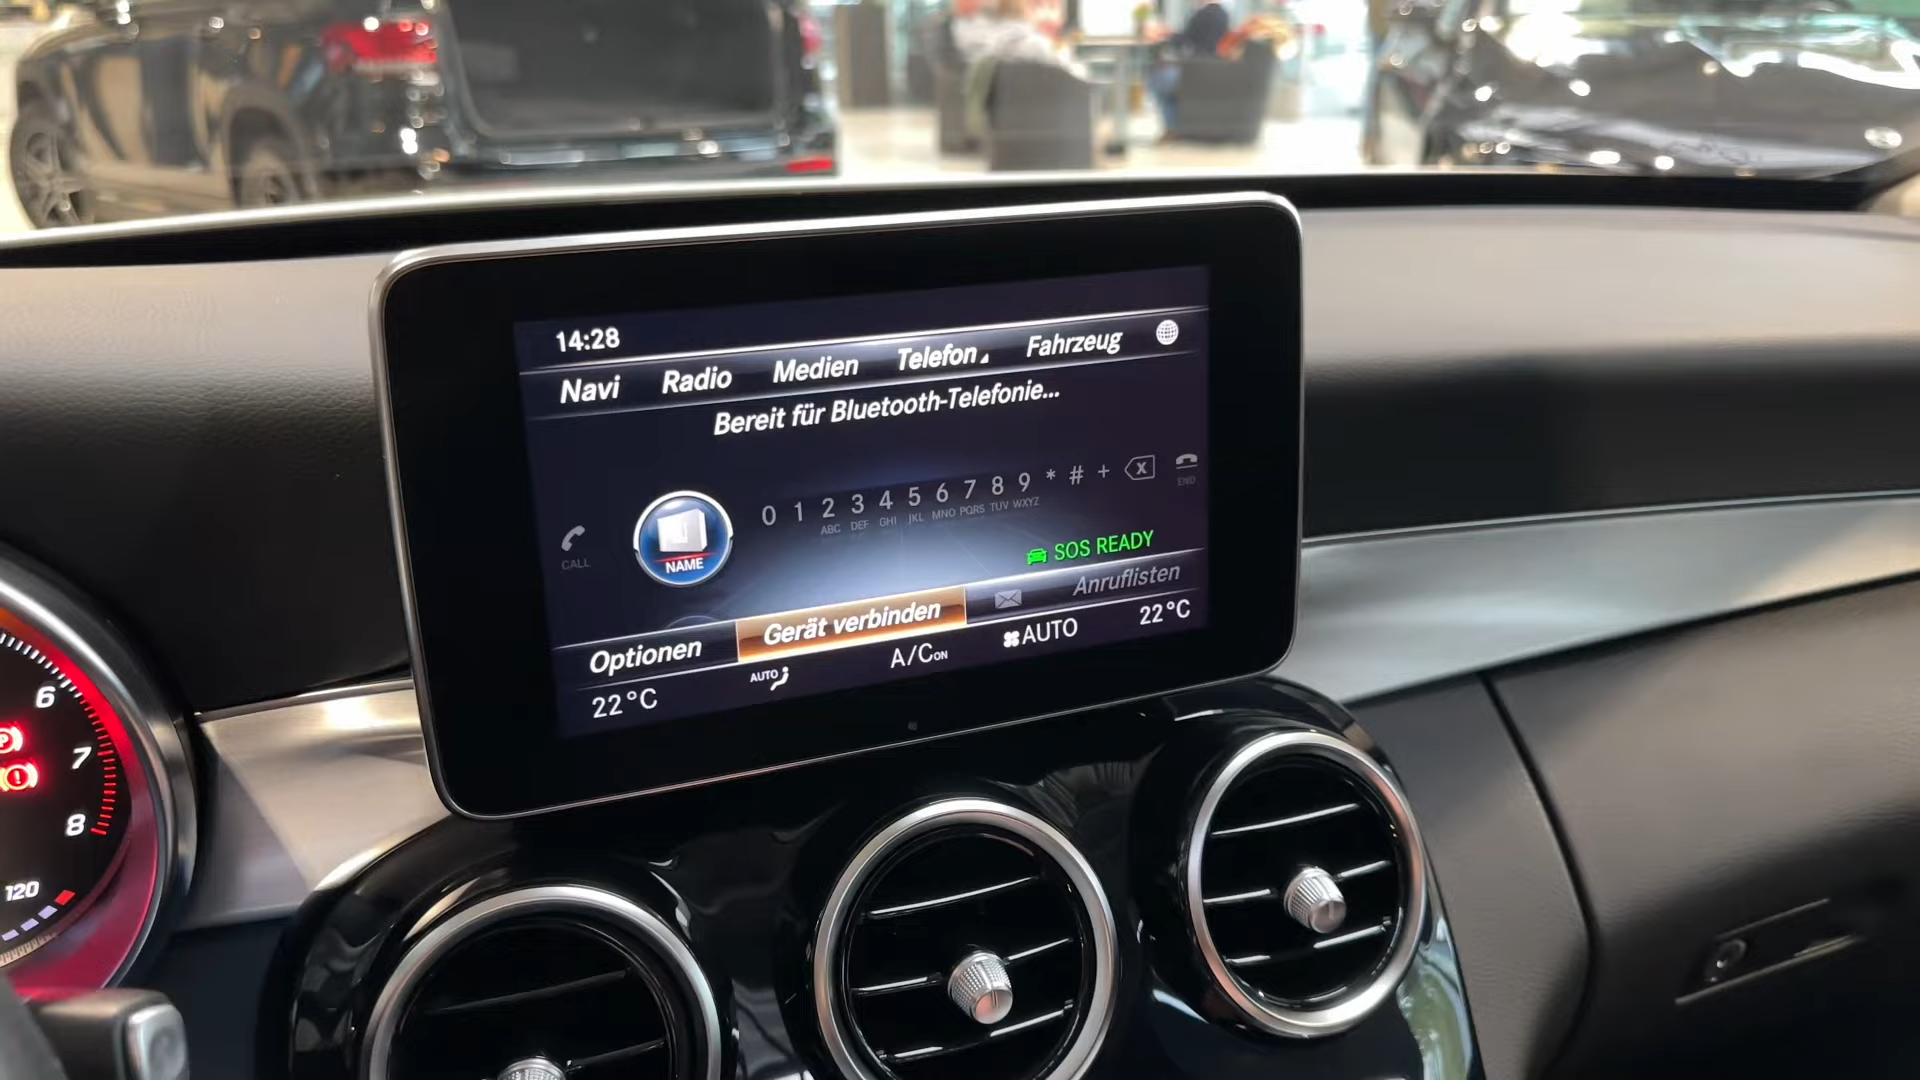 14:28
Navi Radio Medien Telefon Fahrzeug
Bereit für Bluetooth-Telefonie...
CALL
NAME
0 1 2 3 4 5 6 7 8 9 * # +
ABC DEF GHI JKL MNO PQRS TUV WXYZ
X
END
SOS READY
Optionen Gerät verbinden Anruflisten
22°C AUTO A/C ON AUTO 22°C
6
7
8
120
P
!